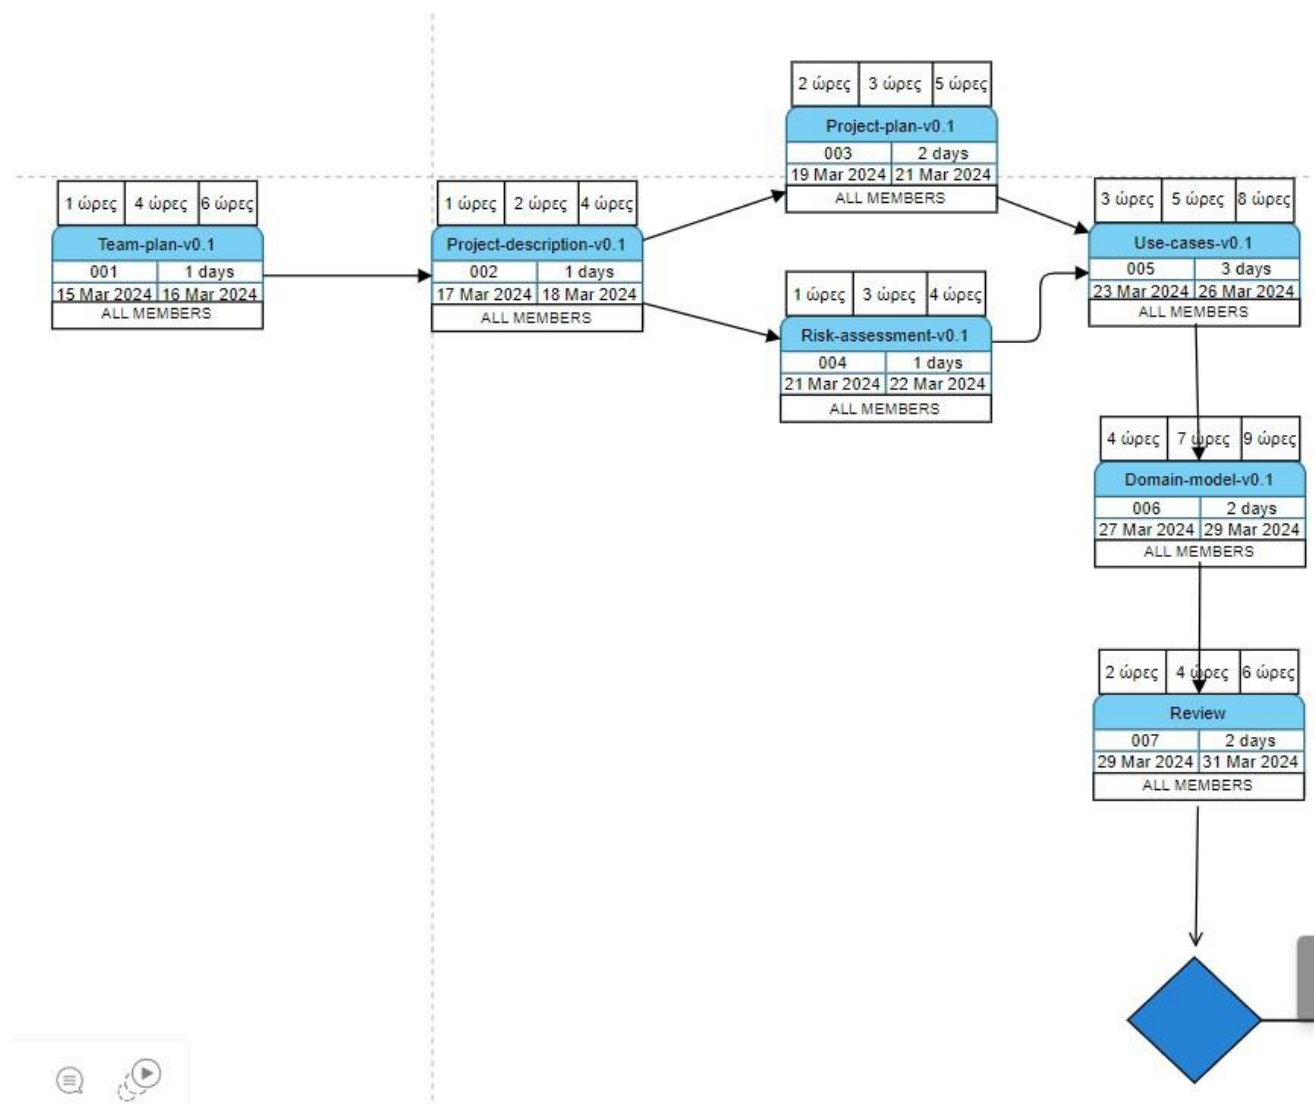 1 ώρες 4 ώρες 6 ώρες
Team-plan-v0.1
001 1 days
15 Mar 2024 16 Mar 2024
ALL MEMBERS
1 ώρες 2 ώρες 4 ώρες
Project-description-v0.1
002 1 days
17 Mar 2024 18 Mar 2024
ALL MEMBERS
2 ώρες 3 ώρες 5 ώρες
Project-plan-v0.1
003 2 days
19 Mar 2024 21 Mar 2024
ALL MEMBERS
1 ώρες 3 ώρες 4 ώρες
Risk-assessment-v0.1
004 1 days
21 Mar 2024 22 Mar 2024
ALL MEMBERS
3 ώρες 5 ώρες 8 ώρες
Use-cases-v0.1
005 3 days
23 Mar 2024 26 Mar 2024
ALL MEMBERS
4 ώρες 7 ώρες 9 ώρες
Domain-model-v0.1
006 2 days
27 Mar 2024 29 Mar 2024
ALL MEMBERS
2 ώρες 4 ώρες 6 ώρες
Review
007 2 days
29 Mar 2024 31 Mar 2024
ALL MEMBERS